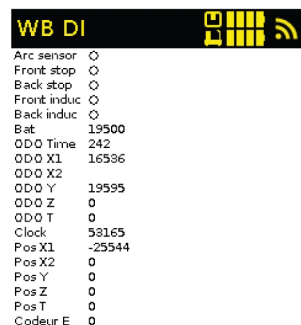 WB DI
Arc sensor
Front stop
Back stop
Front induc
Back induc
Bat 19500
ODO Time 242
ODO X1 16536
ODO X2
ODO Y 19595
ODO Z 0
ODO T 0
Clock 53165
Pos X1 -25544
Pos X2 0
Pos Y 0
Pos Z 0
Pos T 0
Codeur E 0